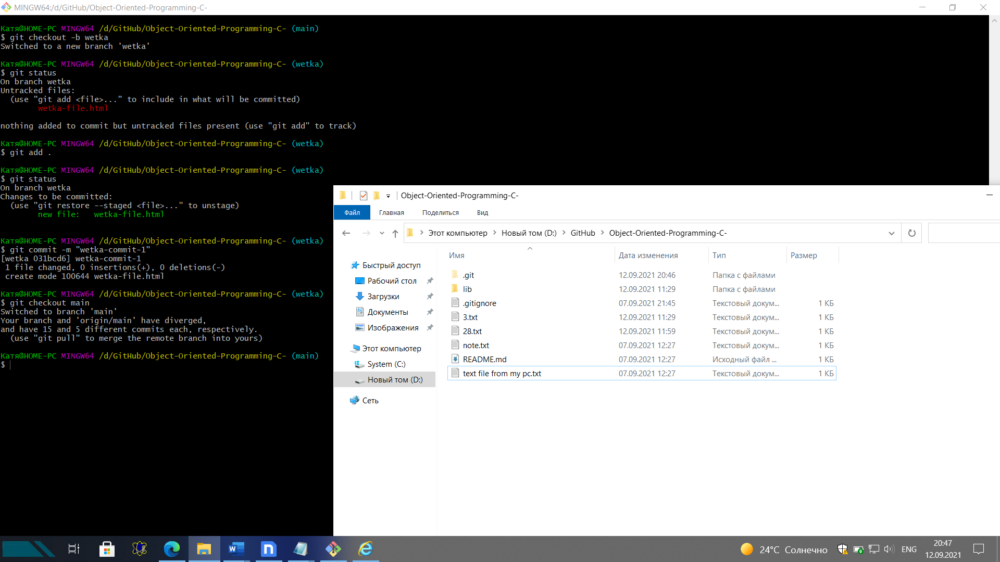 MINGW64:/d/GitHub/Object-Oriented-Programming-C-
Катя@HOME-PC MINGW64 /d/GitHub/Object-Oriented-Programming-C- (main)
$ git checkout -b wetka
Switched to a new branch 'wetka'
Катя@HOME-PC MINGW64 /d/GitHub/Object-Oriented-Programming-C- (wetka)
$ git status
On branch wetka
Untracked files:
(use "git add <file>..." to include in what will be committed)
wetka-file.html
nothing added to commit but untracked files present (use "git add" to track)
Катя@HOME-PC MINGW64 /d/GitHub/Object-Oriented-Programming-C- (wetka)
$ git add .
Катя@HOME-PC MINGW64 /d/GitHub/Object-Oriented-Programming-C- (wetka)
$ git status
On branch wetka
Changes to be committed:
(use "git restore --staged <file>..." to unstage)
new file:   wetka-file.html
Катя@HOME-PC MINGW64 /d/GitHub/Object-Oriented-Programming-C- (wetka)
$ git commit -m "wetka-commit-1"
[wetka 031bcd6] wetka-commit-1
1 file changed, 0 insertions(+), 0 deletions(-)
create mode 100644 wetka-file.html
Катя@HOME-PC MINGW64 /d/GitHub/Object-Oriented-Programming-C- (wetka)
$ git checkout main
Switched to branch 'main'
Your branch and 'origin/main' have diverged,
and have 15 and 5 different commits each, respectively.
(use "git pull" to merge the remote branch into yours)
Катя@HOME-PC MINGW64 /d/GitHub/Object-Oriented-Programming-C- (main)
$
Object-Oriented-Programming-C-
Файл Главная Поделиться Вид
Этот компьютер Новый том (D:) GitHub Object-Oriented-Programming-C-
Быстрый доступ
Рабочий стол
Загрузки
Документы
Изображения
Этот компьютер
System (C:)
Новый том (D:)
Сеть
Имя Дата изменения Тип Размер
.git 12.09.2021 20:46 Папка с файлами
lib 12.09.2021 11:29 Папка с файлами
.gitignore 07.09.2021 21:45 Текстовый докум... 1 КБ
3.txt 12.09.2021 11:29 Текстовый докум... 1 КБ
28.txt 12.09.2021 11:59 Текстовый докум... 1 КБ
note.txt 07.09.2021 12:27 Текстовый докум... 1 КБ
README.md 07.09.2021 12:27 Исходный файл ... 1 КБ
text file from my pc.txt 07.09.2021 12:27 Текстовый докум... 1 КБ
24°C Солнечно ENG 20:47
12.09.2021